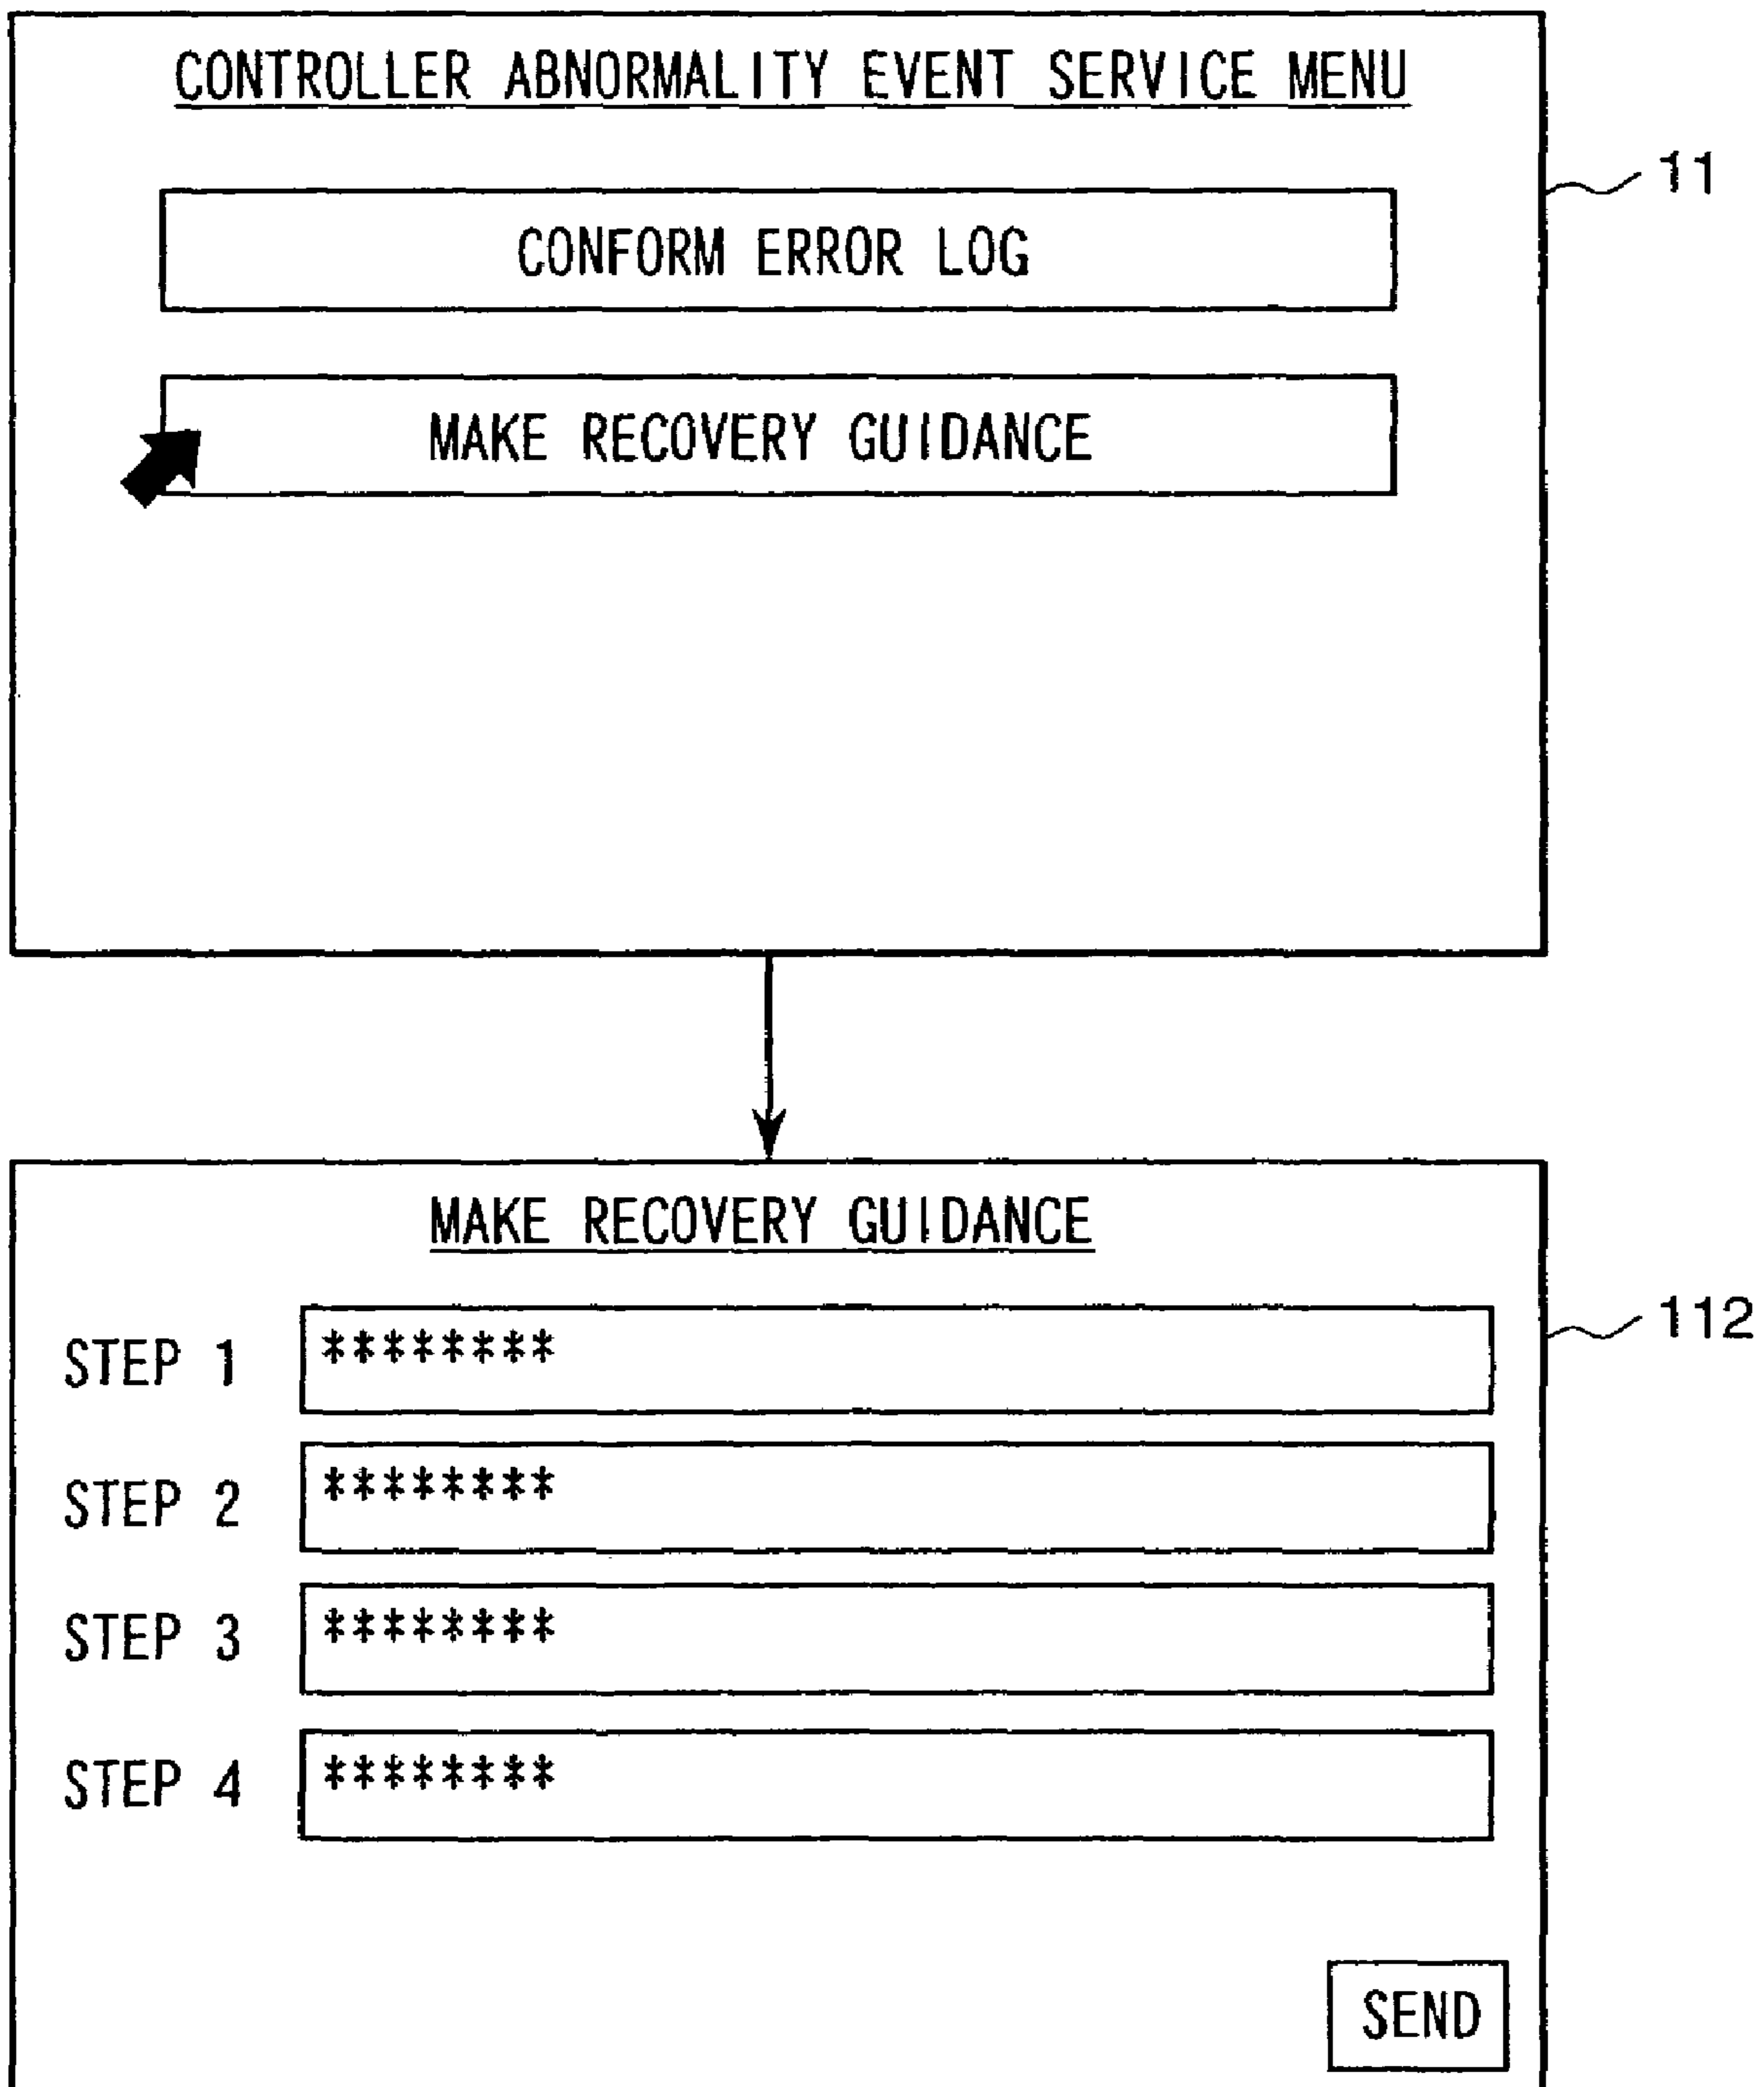 CONTROLLER ABNORMALITY EVENT SERVICE MENU
11
CONFORM ERROR LOG
MAKE RECOVERY GUIDANCE
MAKE RECOVERY GUIDANCE
112
STEP 1 ********
STEP 2 ********
STEP 3 ********
STEP 4 ********
SEND